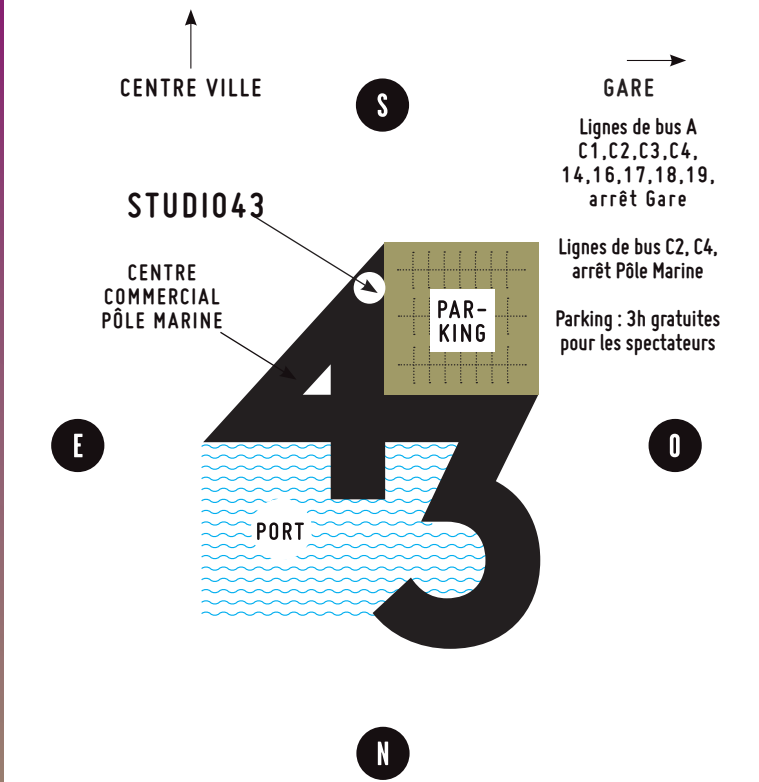 CENTRE VILLE
GARE
S
Lignes de bus A
C1,C2,C3,C4,
14,16,17,18,19,
arrêt Gare
STUDIO43
Lignes de bus C2, C4,
arrêt Pôle Marine
CENTRE
COMMERCIAL
PÔLE MARINE
PAR-
KING
Parking : 3h gratuites
pour les spectateurs
E
O
43
PORT
N